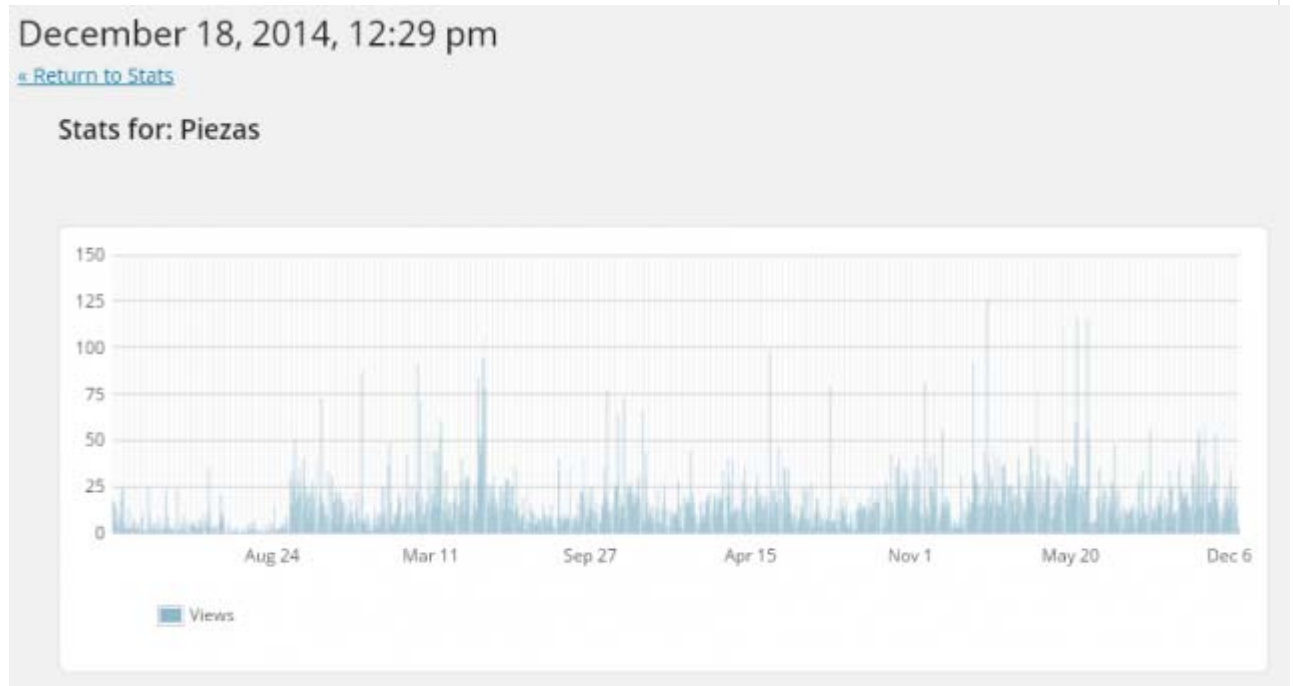 December 18, 2014, 12:29 pm
« Return to Stats
Stats for: Piezas
150
125
100
75
50
25
0
Aug 24 Mar 11 Sep 27 Apr 15 Nov 1 May 20 Dec 6
Views